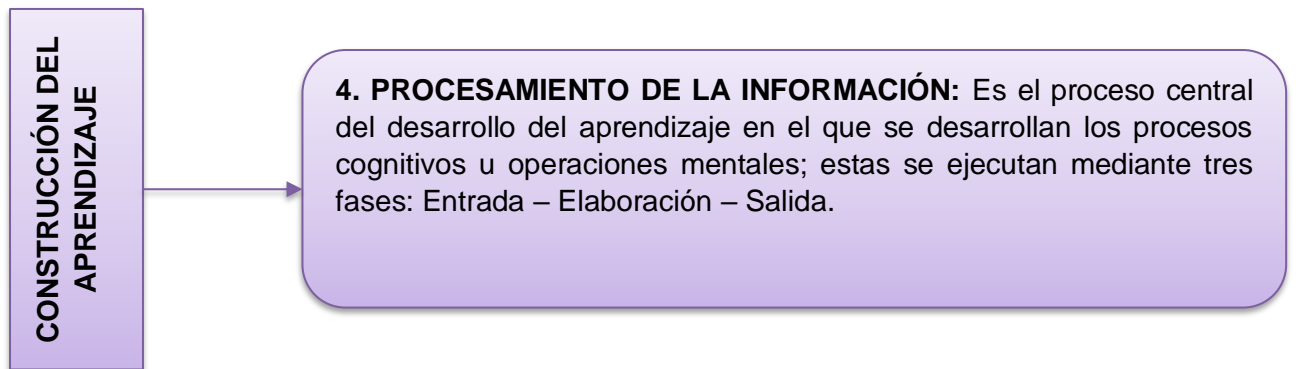 CONSTRUCCIÓN DEL
APRENDIZAJE
4. PROCESAMIENTO DE LA INFORMACIÓN: Es el proceso central
del desarrollo del aprendizaje en el que se desarrollan los procesos
cognitivos u operaciones mentales; estas se ejecutan mediante tres
fases: Entrada – Elaboración – Salida.